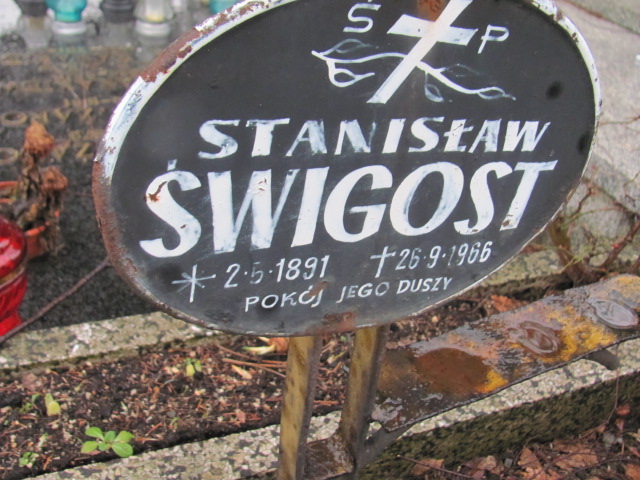 Ś P
STANISŁAW
ŚWIGOST
* 2·5·1891 † 26·9·1966
POKÓJ JEGO DUSZY